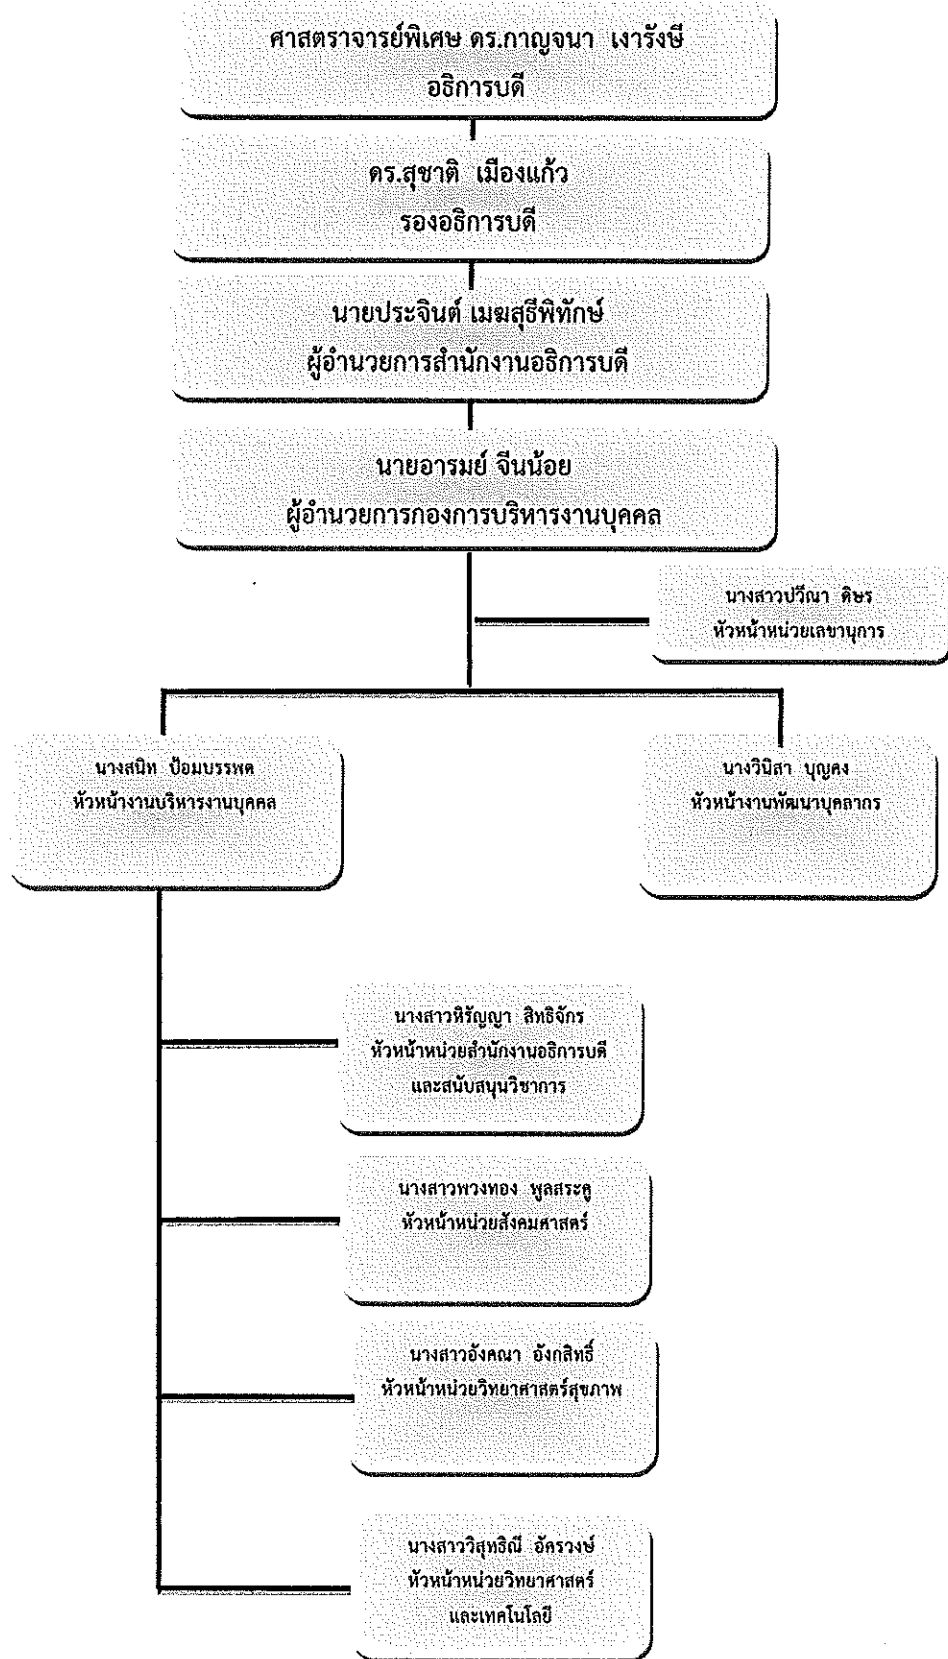 ศาสตราจารย์พิเศษ ดร.กาญจนา เงารังษี
อธิการบดี
ดร.สุชาติ เมืองแก้ว
รองอธิการบดี
นายประจินต์ เมฆสุธีพิทักษ์
ผู้อำนวยการสำนักงานอธิการบดี
นายอารมย์ จีนน้อย
ผู้อำนวยการกองการบริหารงานบุคคล
นางสาวปวีณา ดิษร
หัวหน้าหน่วยเลขานุการ
นางสนิท ป้อมบรรพต
หัวหน้างานบริหารงานบุคคล
นางวินิสา บุญคง
หัวหน้างานพัฒนาบุคลากร
นางสาวหิรัญญา สิทธิจักร
หัวหน้าหน่วยสำนักงานอธิการบดี
และสนับสนุนวิชาการ
นางสาวพวงทอง พูลสระคู
หัวหน้าหน่วยสังคมศาสตร์
นางสาวอังคณา อังกสิทธิ์
หัวหน้าหน่วยวิทยาศาสตร์สุขภาพ
นางสาววิสุทธิณี อัครวงษ์
หัวหน้าหน่วยวิทยาศาสตร์
และเทคโนโลยี